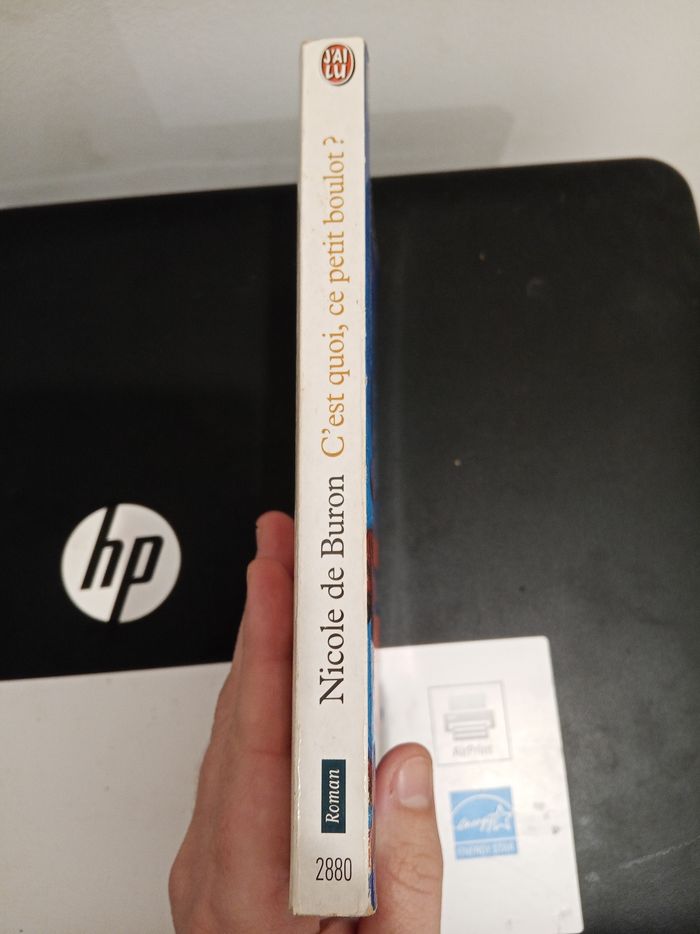 J'AI
LU
Nicole de Buron C'est quoi, ce petit boulot ?
Roman
2880
hp
AirPrint
ENERGY STAR